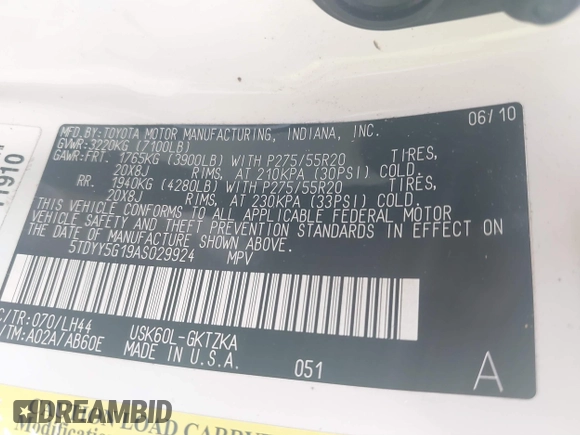 06/10
MFD.BY:TOYOTA MOTOR MANUFACTURING, INDIANA, INC.
GVWR:3220KG (7100LB)
GAWR:FRT. 1765KG (3900LB) WITH P275/55R20 TIRES,
20X8J RIMS, AT 210KPA (30PSI) COLD.
RR. 1940KG (4280LB) WITH P275/55R20 TIRES,
20X8J RIMS, AT 230KPA (33PSI) COLD.
THIS VEHICLE CONFORMS TO ALL APPLICABLE FEDERAL MOTOR
VEHICLE SAFETY AND THEFT PREVENTION STANDARDS IN EFFECT ON
THE DATE OF MANUFACTURE SHOWN ABOVE.
5TDYY5G19AS029924 MPV
C/TR:070/LH44 USK60L-GKTZKA
/TM:A02A/AB60E MADE IN U.S.A. 051 A
1910
LOAD
Modification
DREAMBID